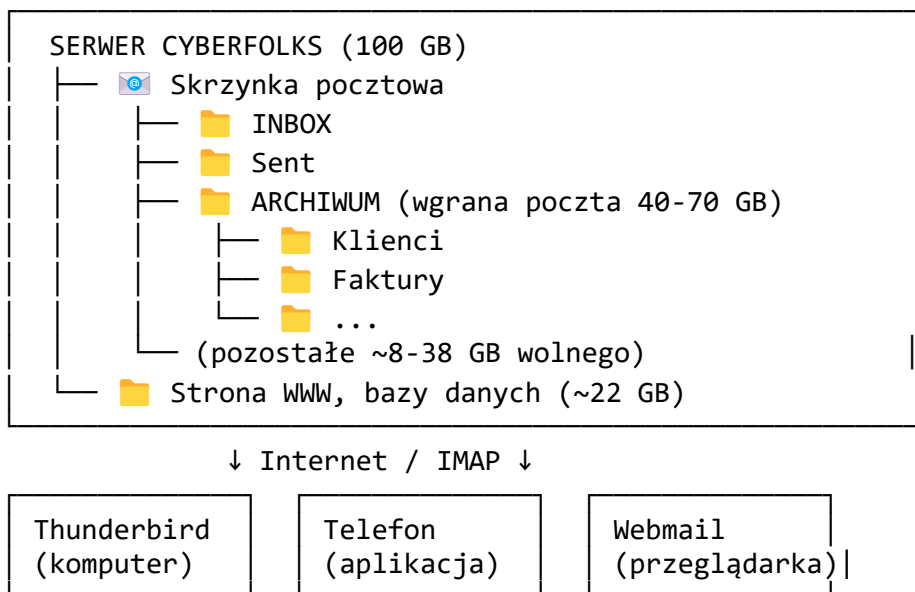 SERWER CYBERFOLKS (100 GB)
Skrzynka pocztowa
INBOX
Sent
ARCHIWUM (wgrana poczta 40-70 GB)
Klienci
Faktury
...
(pozostałe ~8-38 GB wolnego)
Strona WWW, bazy danych (~22 GB)
↓ Internet / IMAP ↓
Thunderbird Telefon Webmail
(komputer) (aplikacja) (przeglądarka)